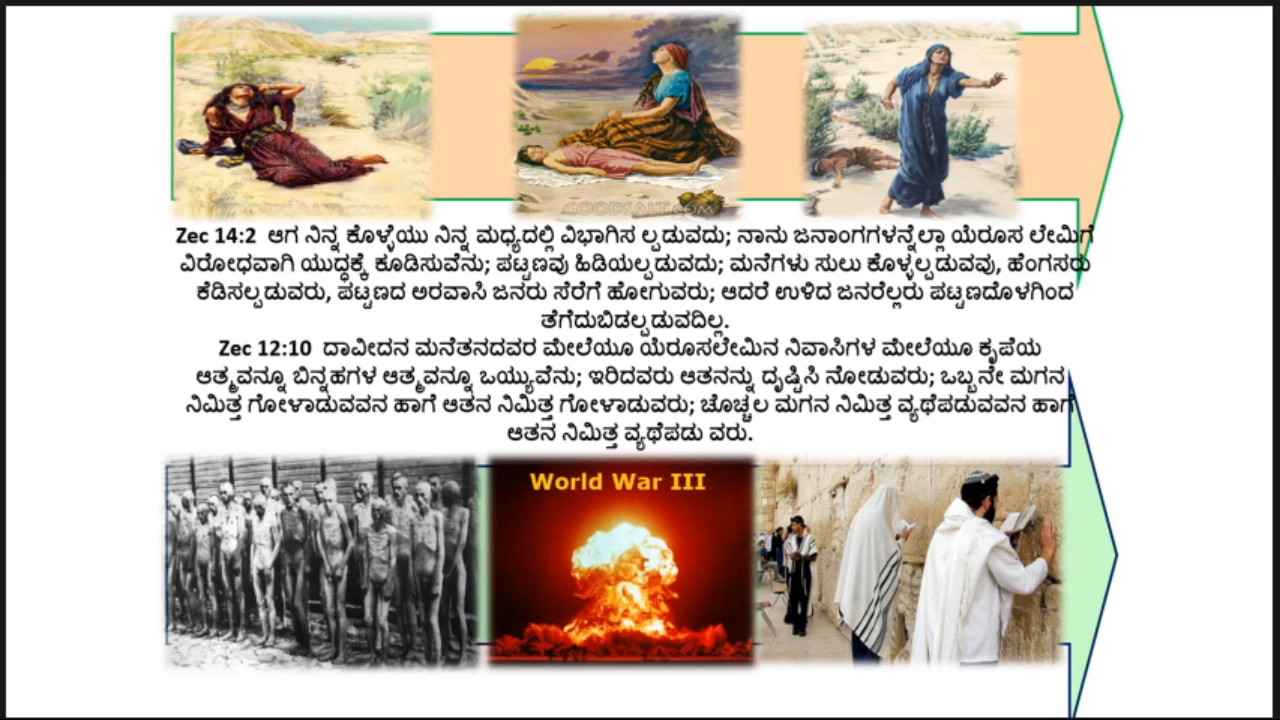 GOODSALT.COM
Zec 14:2 ಆಗ ನಿನ್ನ ಕೊಳ್ಳೆಯು ನಿನ್ನ ಮಧ್ಯದಲ್ಲಿ ವಿಭಾಗಿಸ ಲ್ಪಡುವದು; ನಾನು ಜನಾಂಗಗಳನ್ನೆಲ್ಲಾ ಯೆರೂಸ ಲೇಮಿಗೆ
ವಿರೋಧವಾಗಿ ಯುದ್ಧಕ್ಕೆ ಕೂಡಿಸುವೆನು; ಪಟ್ಟಣವು ಹಿಡಿಯಲ್ಪಡುವದು; ಮನೆಗಳು ಸುಲು ಕೊಳ್ಳಲ್ಪಡುವವು, ಹೆಂಗಸರು
ಕೆಡಿಸಲ್ಪಡುವರು, ಪಟ್ಟಣದ ಅರವಾಸಿ ಜನರು ಸೆರೆಗೆ ಹೋಗುವರು; ಆದರೆ ಉಳಿದ ಜನರೆಲ್ಲರು ಪಟ್ಟಣದೊಳಗಿಂದ
ತೆಗೆದುಬಿಡಲ್ಪಡುವದಿಲ್ಲ.
Zec 12:10 ದಾವೀದನ ಮನೆತನದವರ ಮೇಲೆಯೂ ಯೆರೂಸಲೇಮಿನ ನಿವಾಸಿಗಳ ಮೇಲೆಯೂ ಕೃಪೆಯ
ಆತ್ಮವನ್ನೂ ಬಿನ್ನಹಗಳ ಆತ್ಮವನ್ನೂ ಒಯ್ಯುವೆನು; ಇರಿದವರು ಆತನನ್ನು ದೃಷ್ಟಿಸಿ ನೋಡುವರು; ಒಬ್ಬನೇ ಮಗನ
ನಿಮಿತ್ತ ಗೋಳಾಡುವವನ ಹಾಗೆ ಆತನ ನಿಮಿತ್ತ ಗೋಳಾಡುವರು; ಚೊಚ್ಚಲ ಮಗನ ನಿಮಿತ್ತ ವ್ಯಥೆಪಡುವವನ ಹಾಗೆ
ಆತನ ನಿಮಿತ್ತ ವ್ಯಥೆಪಡು ವರು.
World War III